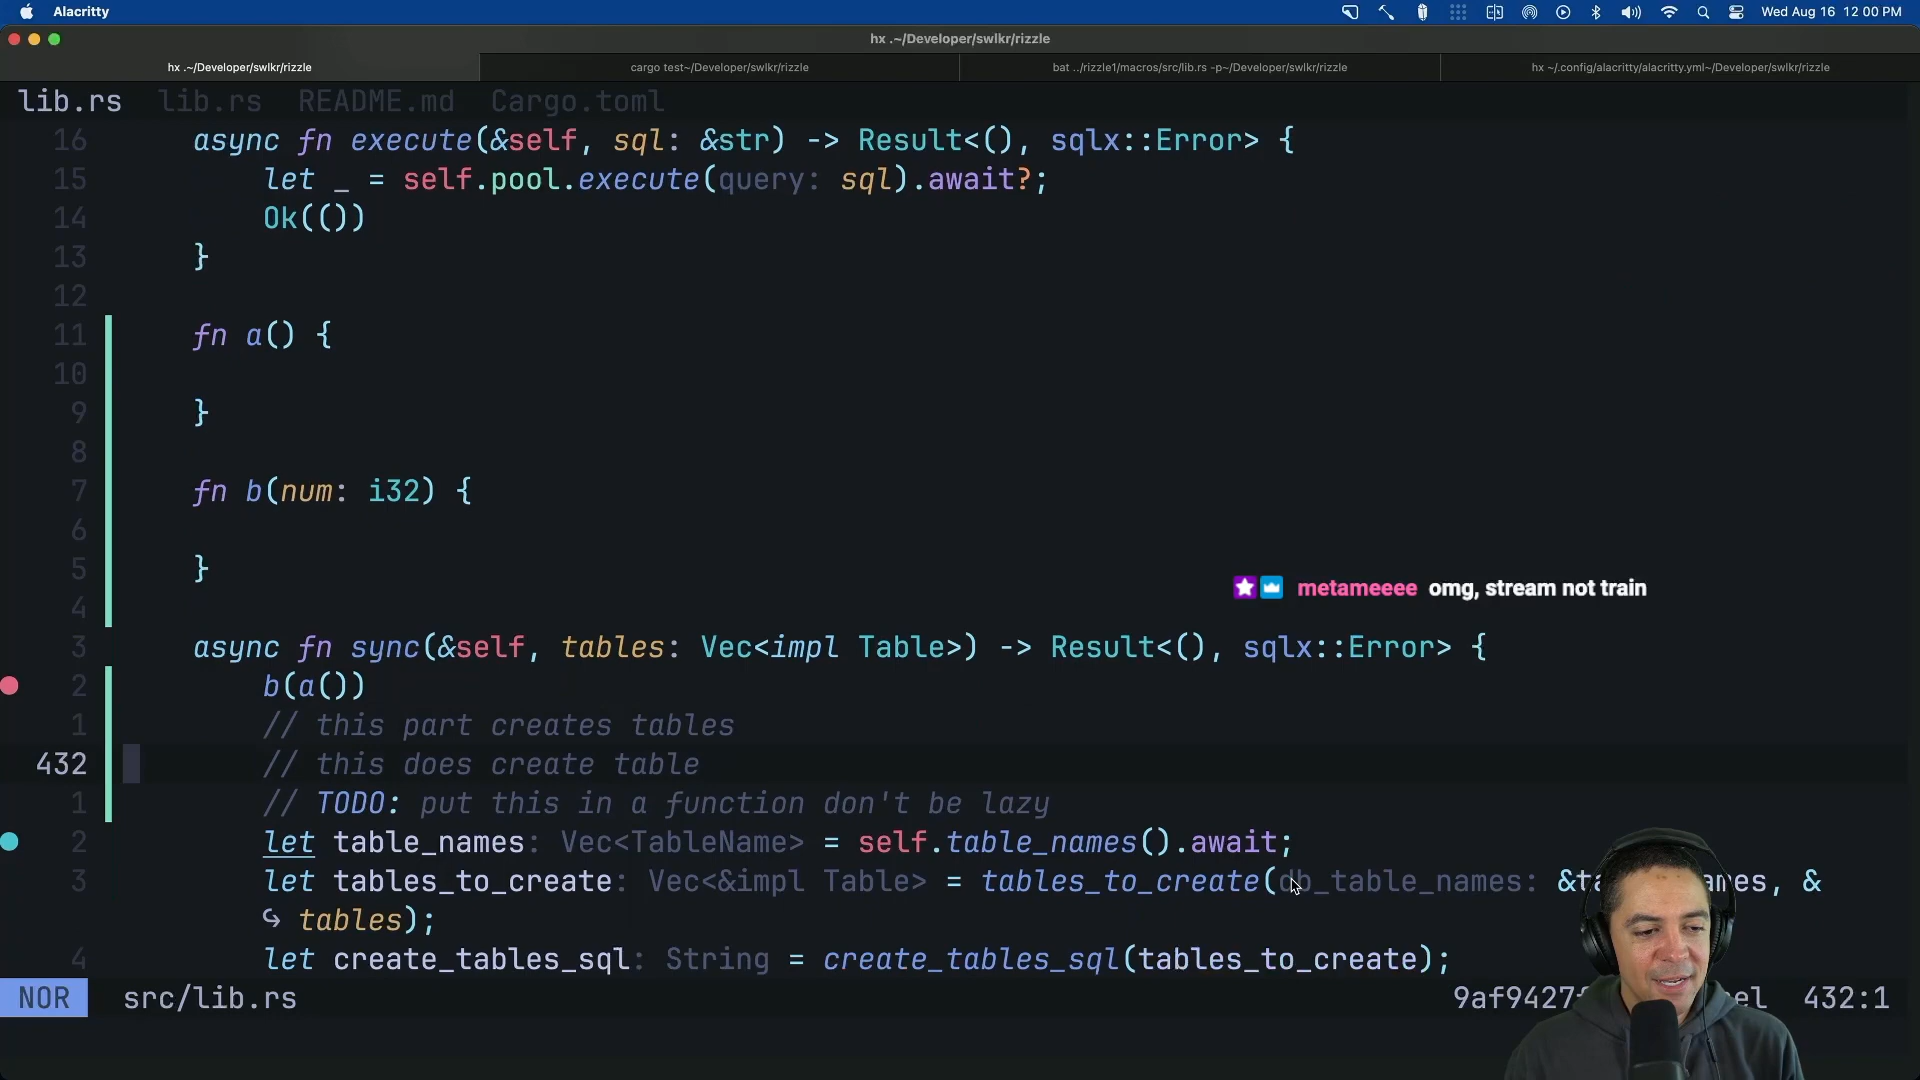 Alacritty
Wed Aug 16 12 00 PM
hx .~/Developer/swlkr/rizzle
hx .~/Developer/swlkr/rizzle
cargo test~/Developer/swlkr/rizzle
bat ../rizzle1/macros/src/lib.rs -p~/Developer/swlkr/rizzle
hx ~/.config/alacritty/alacritty.yml~/Developer/swlkr/rizzle
lib.rs lib.rs README.md Cargo.toml
16 async fn execute(&self, sql: &str) -> Result<(), sqlx::Error> {
15 let _ = self.pool.execute(query: sql).await?;
14 Ok(())
13 }
12
11 fn a() {
10
9 }
8
7 fn b(num: i32) {
6
5 }
metameeee omg, stream not train
4
3 async fn sync(&self, tables: Vec<impl Table>) -> Result<(), sqlx::Error> {
2 b(a())
1 // this part creates tables
432 // this does create table
1 // TODO: put this in a function don't be lazy
2 let table_names: Vec<TableName> = self.table_names().await;
3 let tables_to_create: Vec<&impl Table> = tables_to_create(db_table_names: &
↪ tables);
4 let create_tables_sql: String = create_tables_sql(tables_to_create);
NOR src/lib.rs 432:1